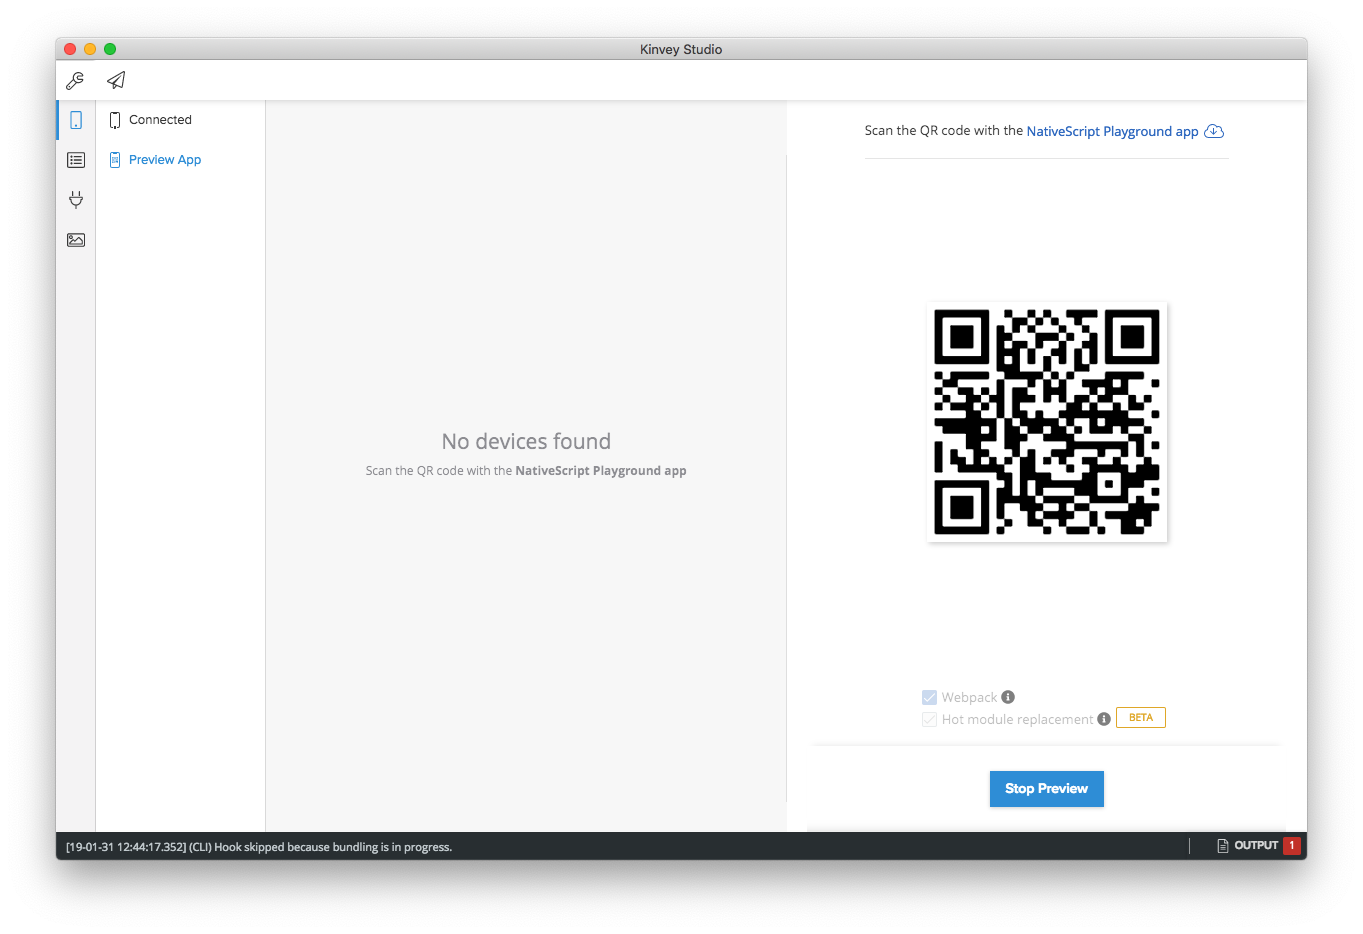 Kinvey Studio
Connected
Preview App
Scan the QR code with the NativeScript Playground app
No devices found
Scan the QR code with the NativeScript Playground app
Webpack
Hot module replacement BETA
Stop Preview
[19-01-31 12:44:17.352] (CLI) Hook skipped because bundling is in progress.
OUTPUT 1